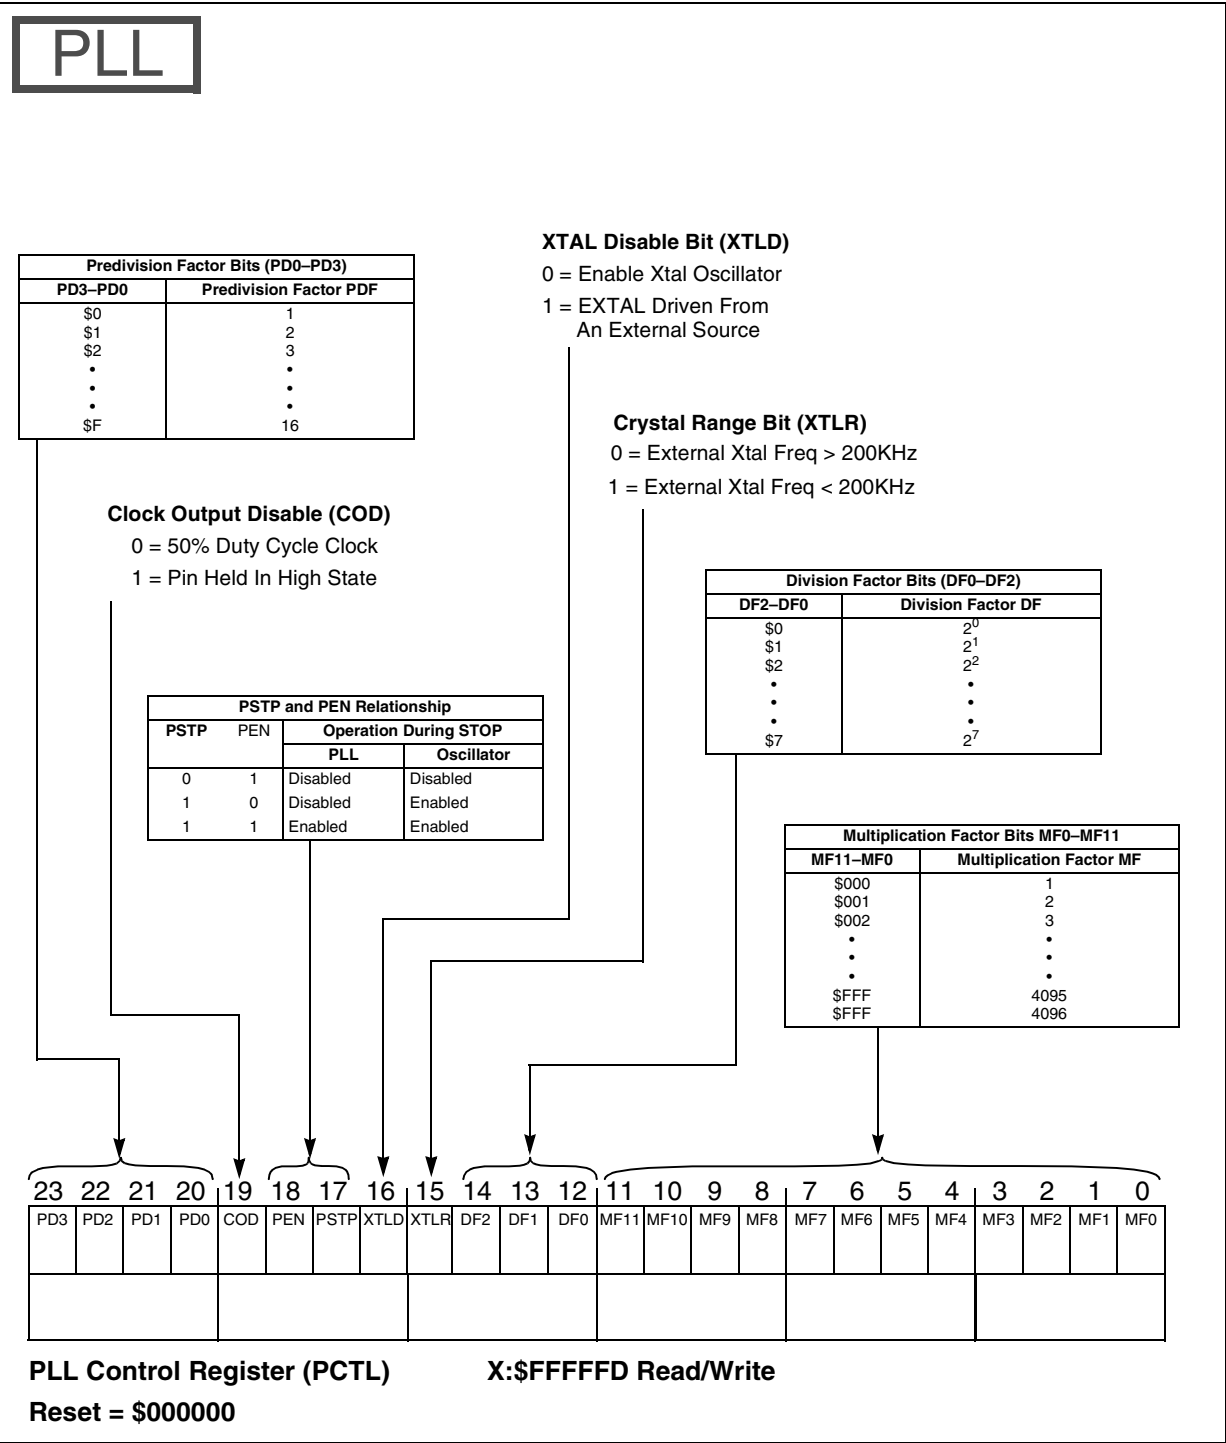 PLL
XTAL Disable Bit (XTLD)
0 = Enable Xtal Oscillator
1 = EXTAL Driven From
An External Source
Predivision Factor Bits (PD0–PD3)
PD3–PD0 Predivision Factor PDF
$0 1
$1 2
$2 3
• •
• •
• •
$F 16
Crystal Range Bit (XTLR)
0 = External Xtal Freq > 200KHz
1 = External Xtal Freq < 200KHz
Clock Output Disable (COD)
0 = 50% Duty Cycle Clock
1 = Pin Held In High State
Division Factor Bits (DF0–DF2)
DF2–DF0 Division Factor DF
$0 2^0
$1 2^1
$2 2^2
• •
• •
• •
$7 2^7
PSTP and PEN Relationship
PSTP PEN Operation During STOP
PLL Oscillator
0 1 Disabled Disabled
1 0 Disabled Enabled
1 1 Enabled Enabled
Multiplication Factor Bits MF0–MF11
MF11–MF0 Multiplication Factor MF
$000 1
$001 2
$002 3
• •
• •
• •
$FFF 4095
$FFF 4096
23 22 21 20 19 18 17 16 15 14 13 12 11 10 9 8 7 6 5 4 3 2 1 0
PD3 PD2 PD1 PD0 COD PEN PSTP XTLD XTLR DF2 DF1 DF0 MF11 MF10 MF9 MF8 MF7 MF6 MF5 MF4 MF3 MF2 MF1 MF0
PLL Control Register (PCTL) X:$FFFFFD Read/Write
Reset = $000000